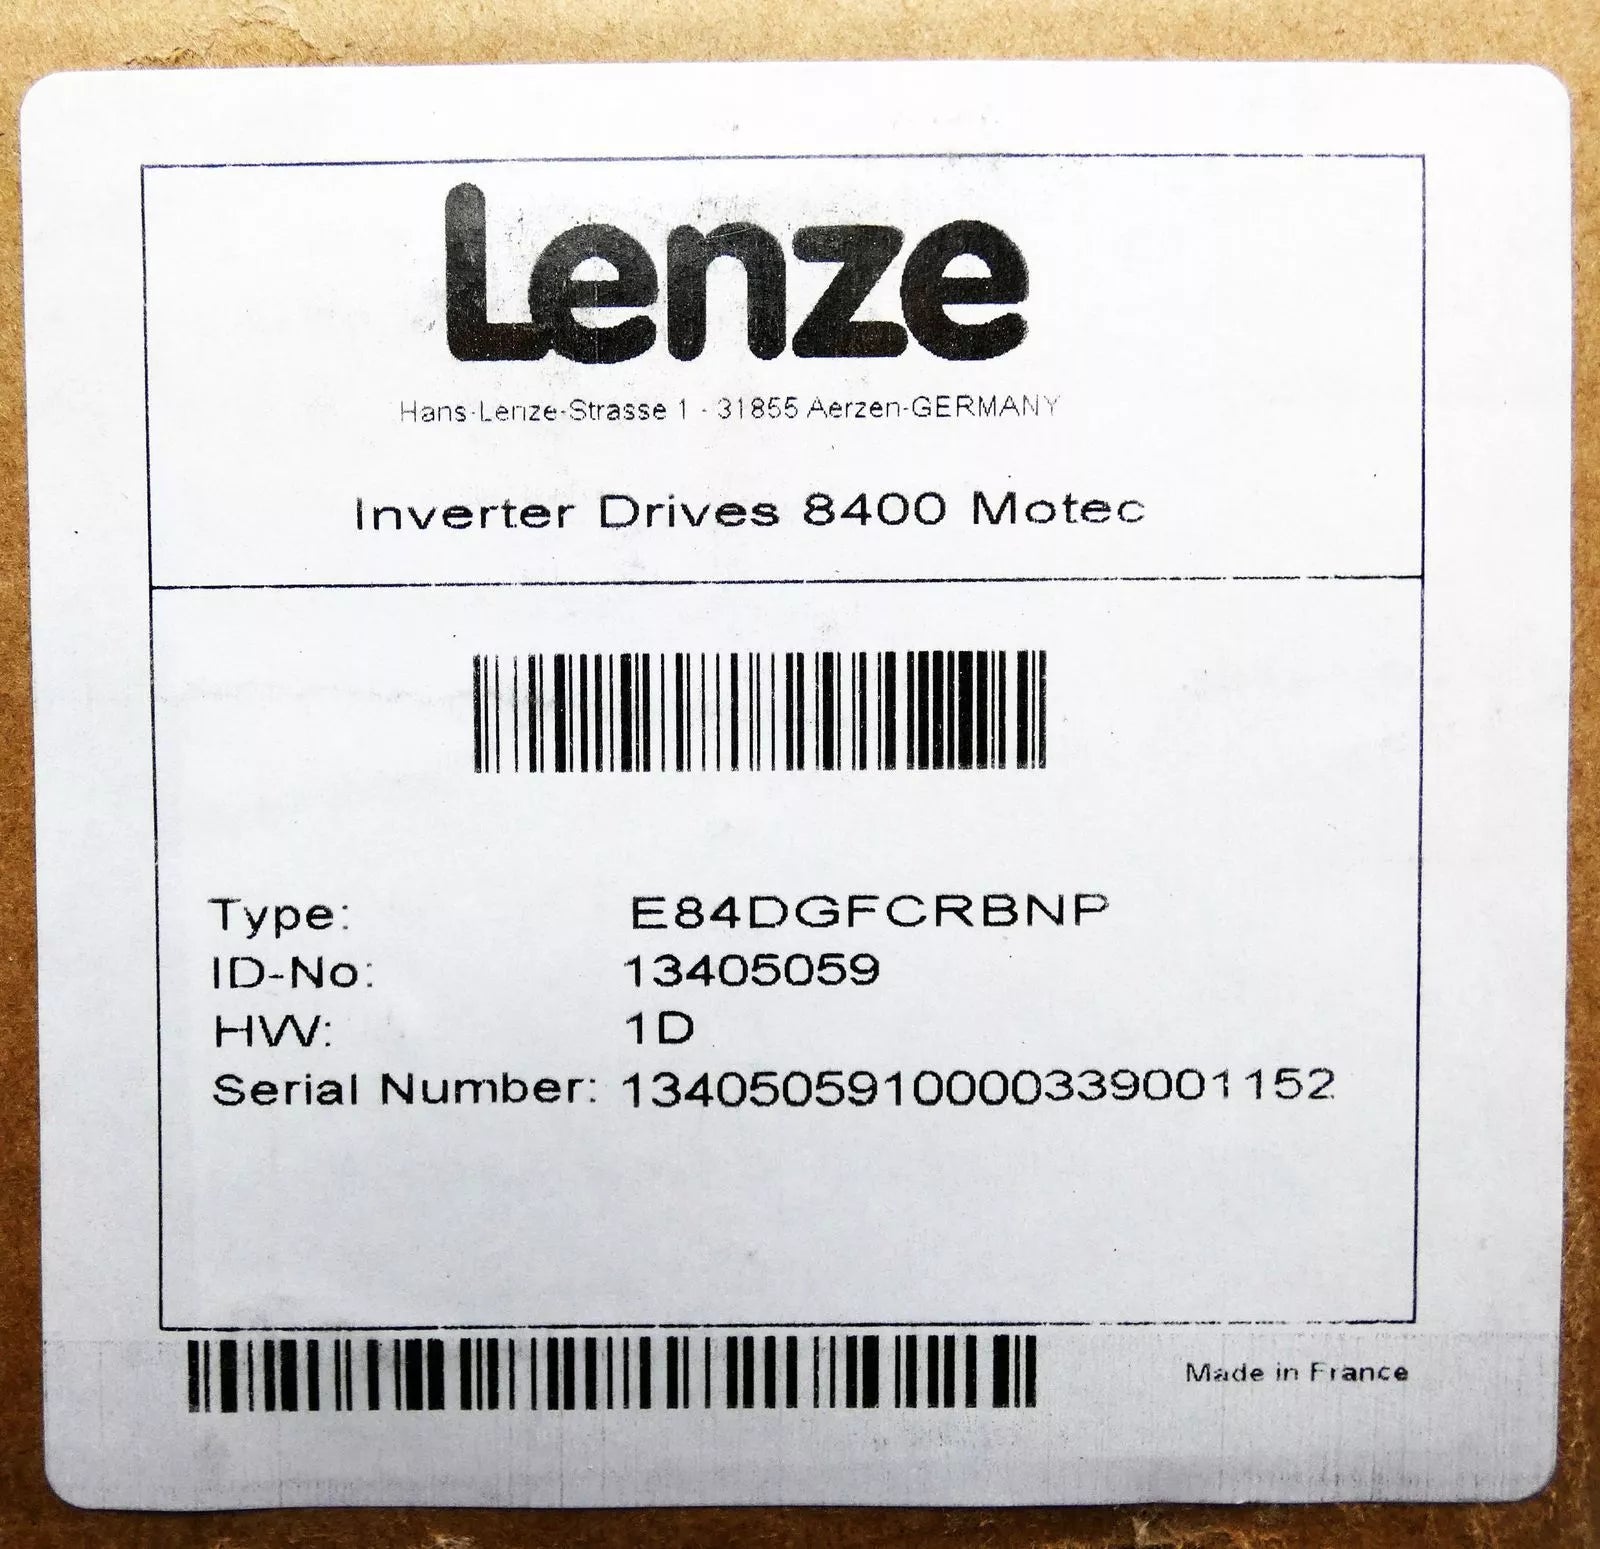 Lenze
Hans-Lenze-Strasse 1 - 31855 Aerzen-GERMANY
Inverter Drives 8400 Motec
Type: E84DGFCRBNP
ID-No: 13405059
HW: 1D
Serial Number: 1340505910000339001152
Made in France